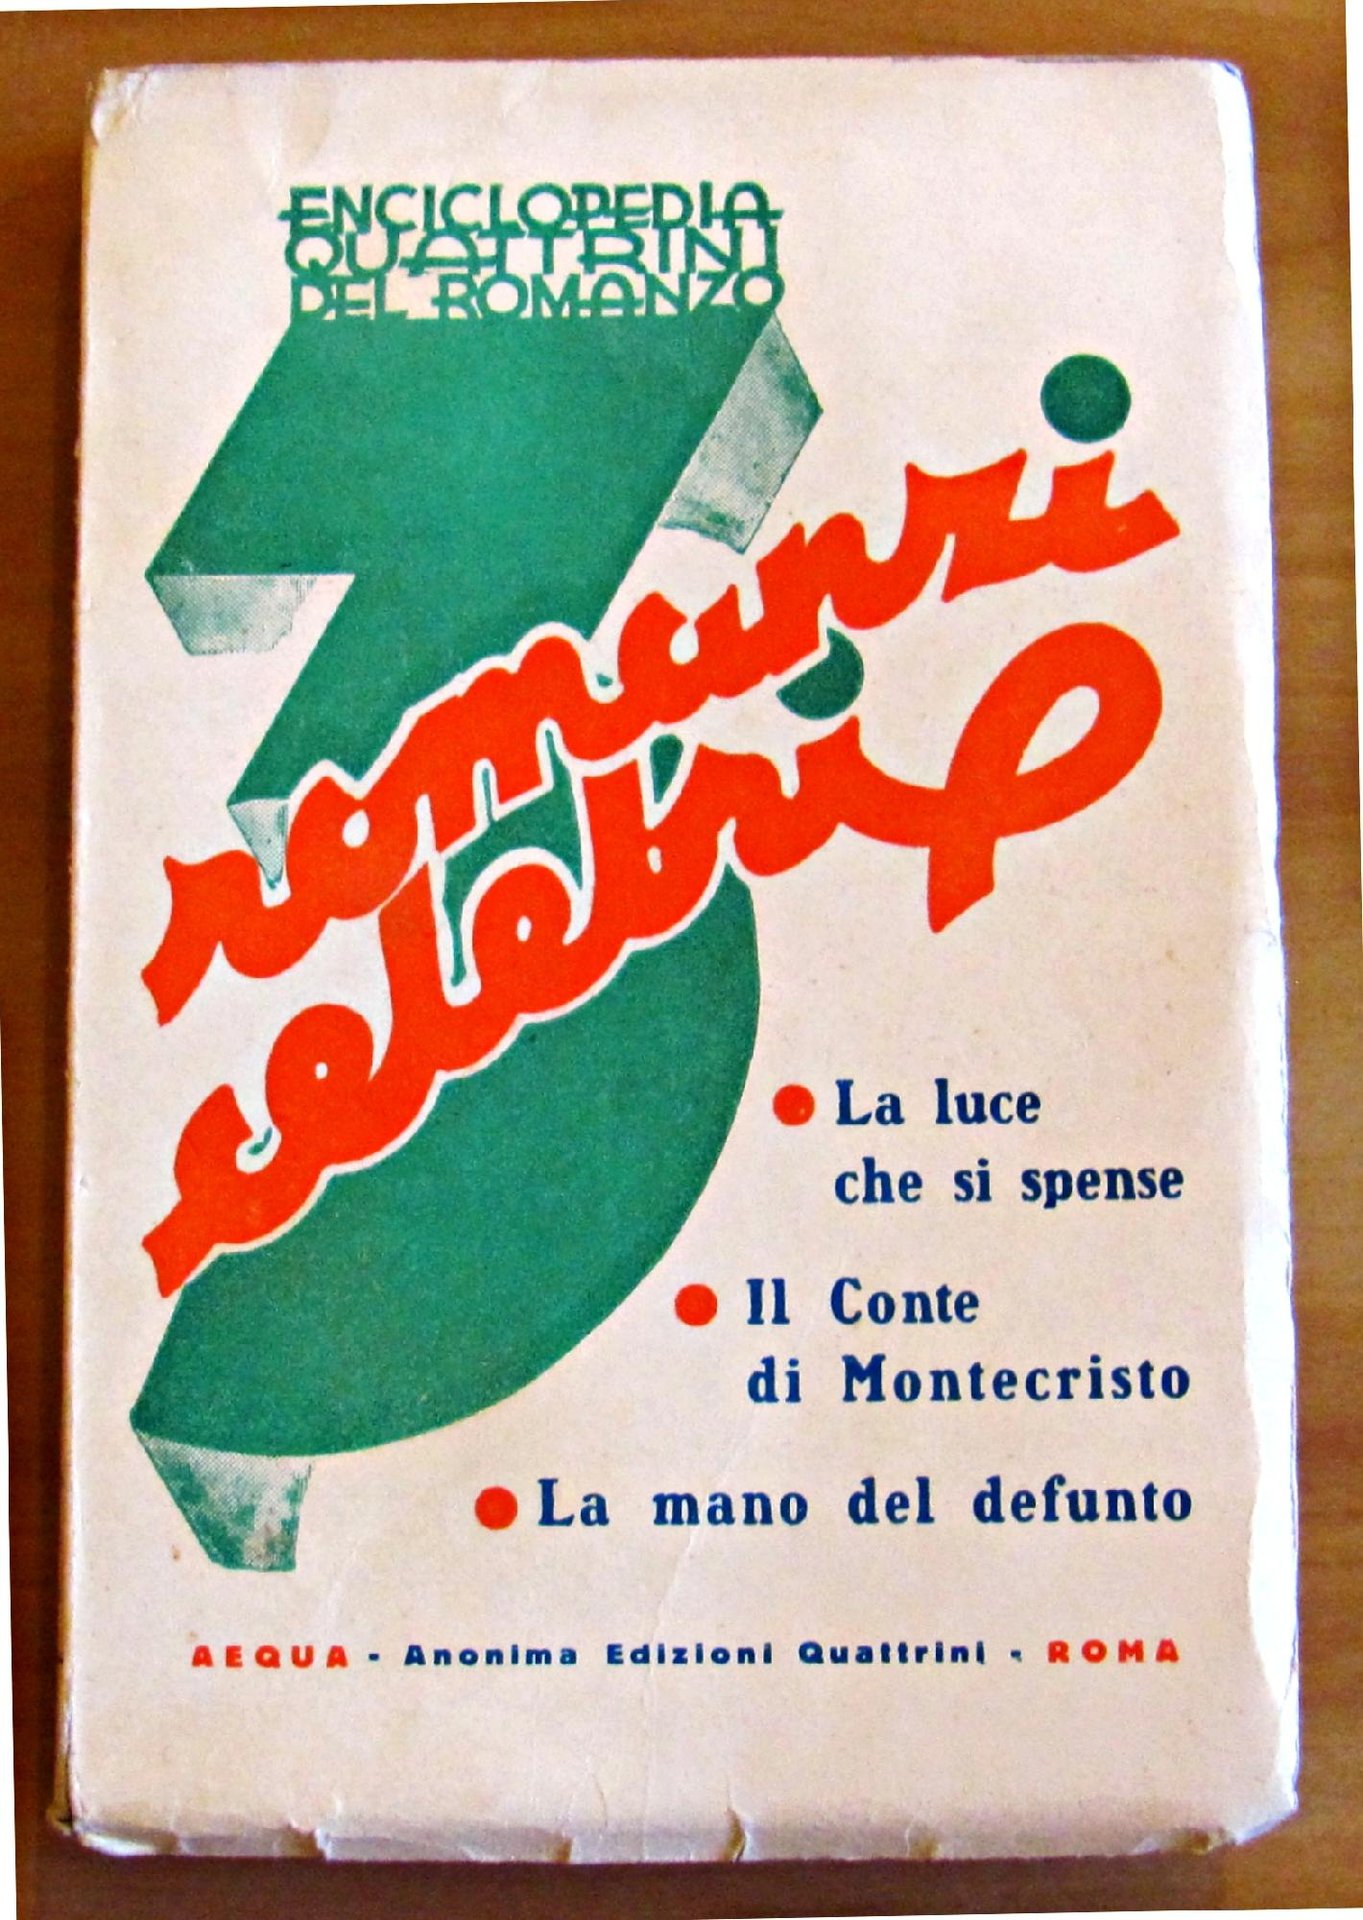 ENCICLOPEDIA
QUATTRINI
DEL ROMANZO
3
romanzi
celebri
La luce
che si spense
Il Conte
di Montecristo
La mano del defunto
AEQUA - Anonima Edizioni Quattrini - ROMA